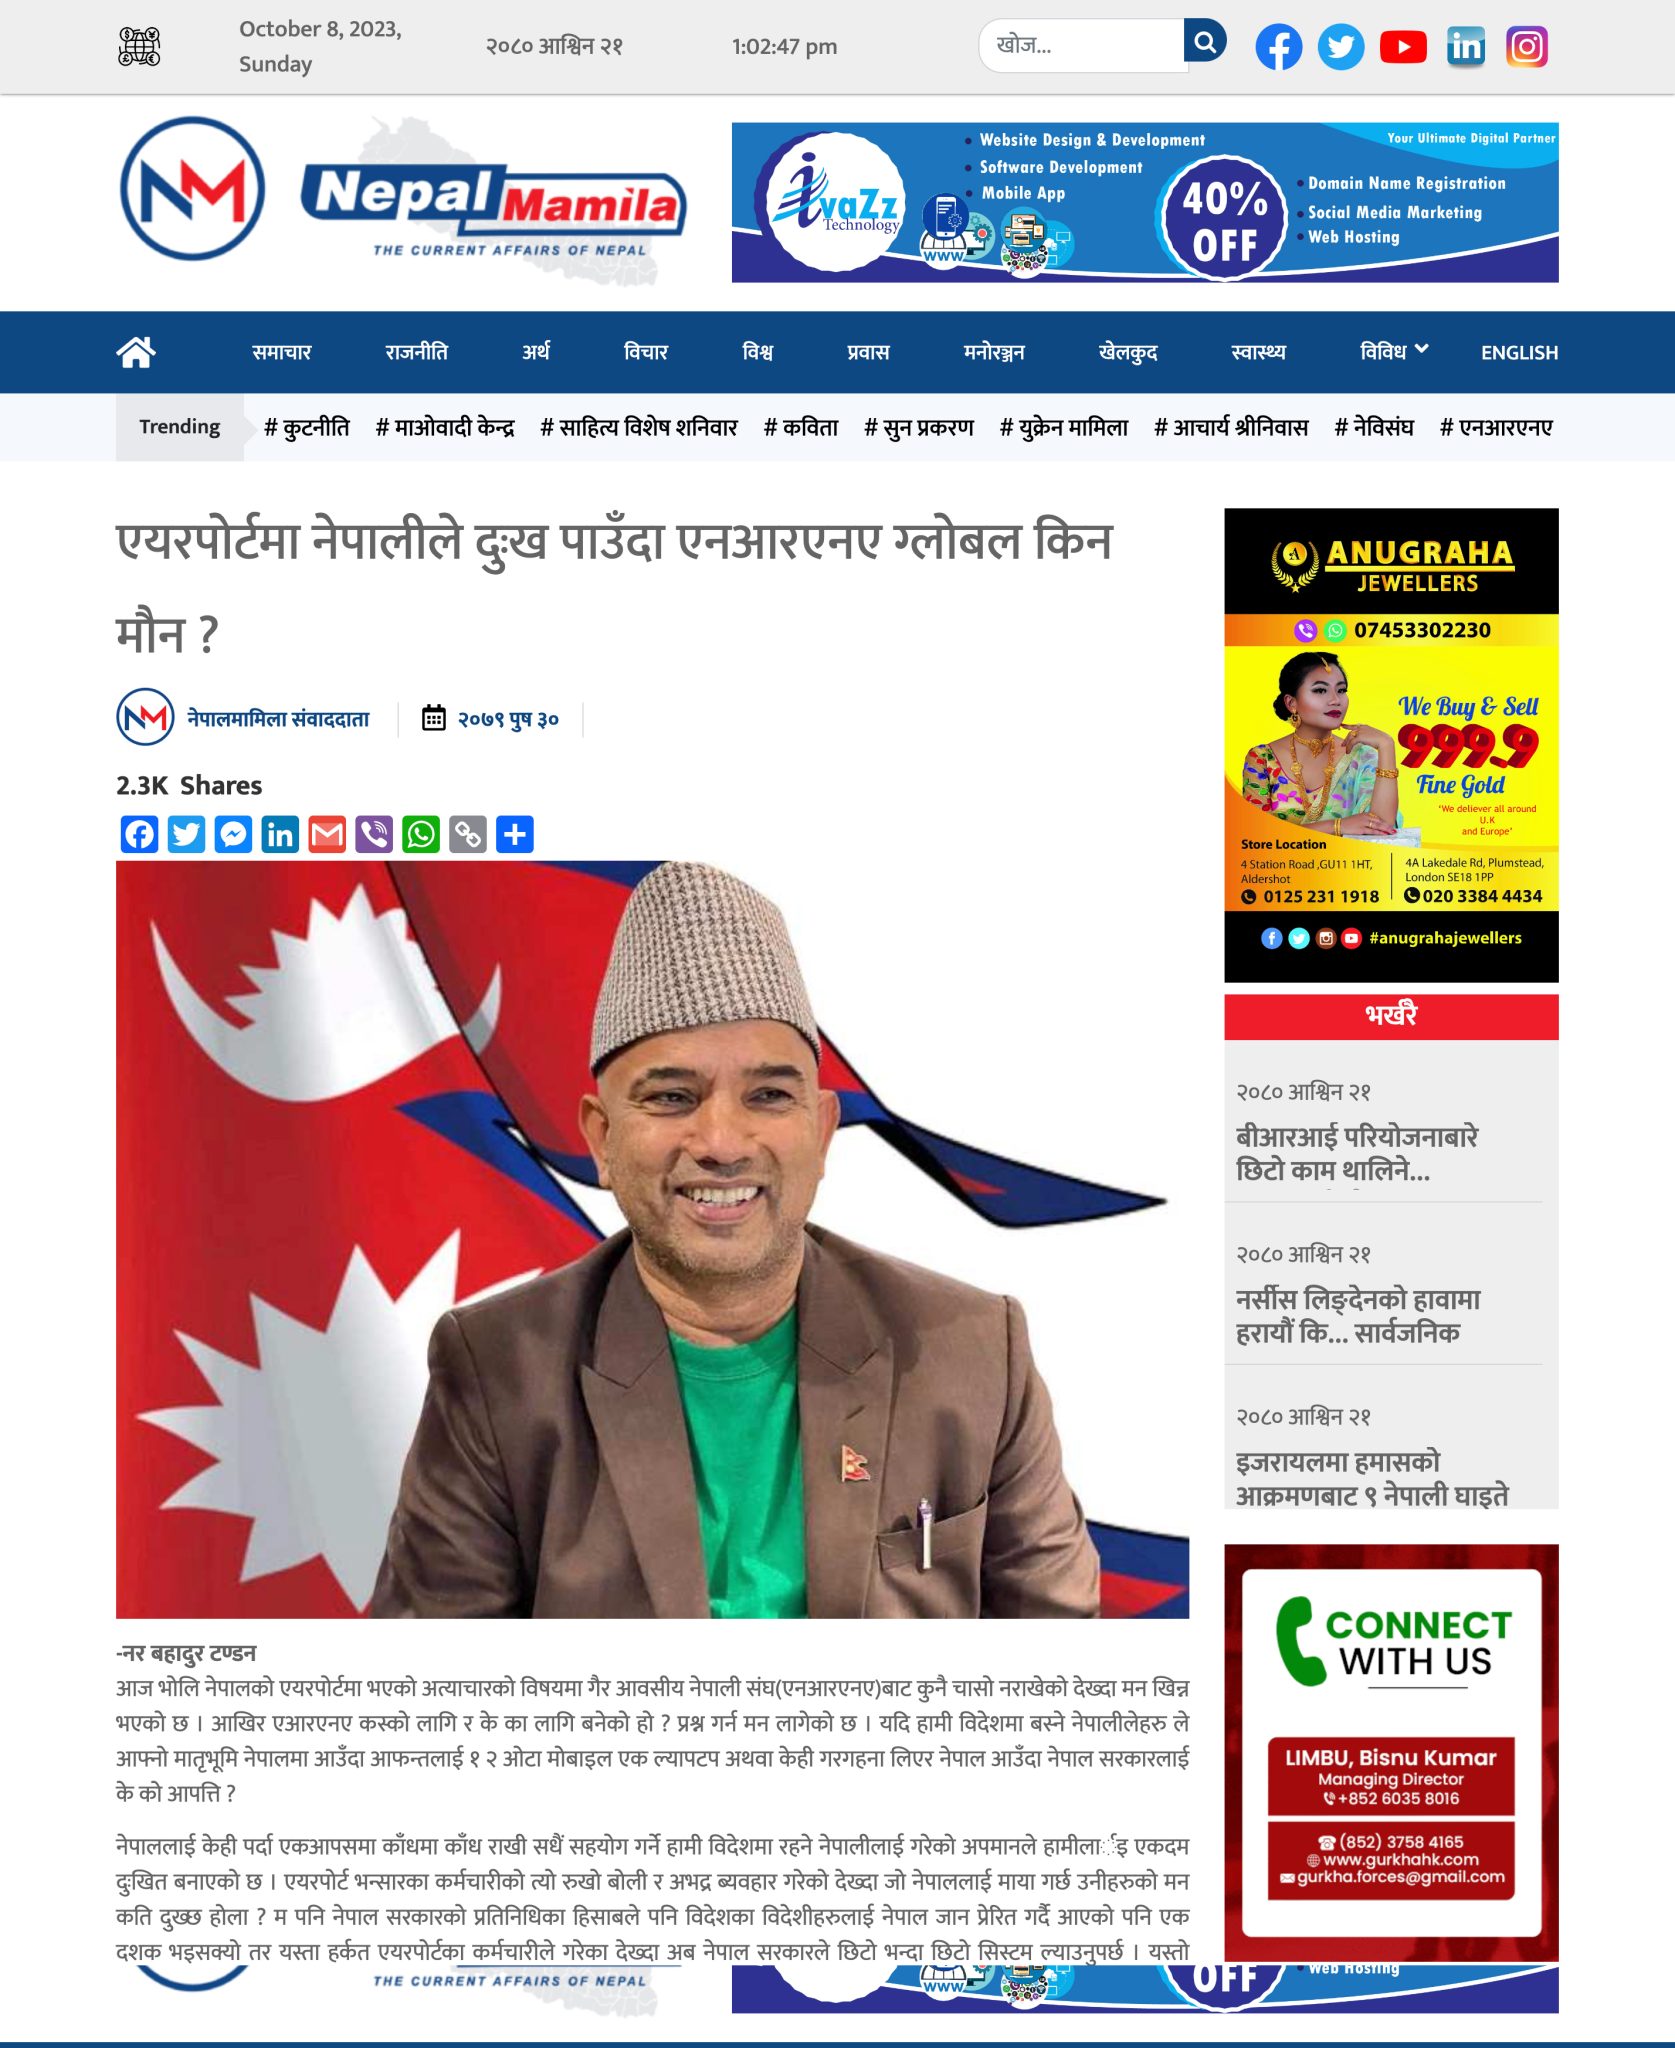 October 8, 2023,
Sunday
२०८० आश्विन २१
1:02:47 pm
खोज...
NM
Nepal Mamila
THE CURRENT AFFAIRS OF NEPAL
ivaZz
Technology
• Website Design & Development
• Software Development
• Mobile App
www
40%
OFF
Your Ultimate Digital Partner
• Domain Name Registration
• Social Media Marketing
• Web Hosting
समाचार राजनीति अर्थ विचार विश्व प्रवास मनोरञ्जन खेलकुद स्वास्थ्य विविध ENGLISH
Trending # कुटनीति # माओवादी केन्द्र # साहित्य विशेष शनिवार # कविता # सुन प्रकरण # युक्रेन मामिला # आचार्य श्रीनिवास # नेविसंघ # एनआरएनए
एयरपोर्टमा नेपालीले दुःख पाउँदा एनआरएनए ग्लोबल किन
मौन ?
NM नेपालमामिला संवाददाता २०७९ पुष ३०
2.3K Shares
-नर बहादुर टण्डन
आज भोलि नेपालको एयरपोर्टमा भएको अत्याचारको विषयमा गैर आवसीय नेपाली संघ(एनआरएनए)बाट कुनै चासो नराखेको देख्दा मन खिन्न
भएको छ । आखिर एआरएनए कस्को लागि र के का लागि बनेको हो ? प्रश्न गर्न मन लागेको छ । यदि हामी विदेशमा बस्ने नेपालीलेहरु ले
आफ्नो मातृभूमि नेपालमा आउँदा आफन्तलाई १ २ ओटा मोबाइल एक ल्यापटप अथवा केही गरगहना लिएर नेपाल आउँदा नेपाल सरकारलाई
के को आपत्ति ?
नेपाललाई केही पर्दा एकआपसमा काँधमा काँध राखी सधैं सहयोग गर्ने हामी विदेशमा रहने नेपालीलाई गरेको अपमानले हामीला​र्इ एकदम
दुःखित बनाएको छ । एयरपोर्ट भन्सारका कर्मचारीको त्यो रुखो बोली र अभद्र ब्यवहार गरेको देख्दा जो नेपाललाई माया गर्छ उनीहरुको मन
कति दुख्छ होला ? म पनि नेपाल सरकारको प्रतिनिधिका हिसाबले पनि विदेशका विदेशीहरुलाई नेपाल जान प्रेरित गर्दै आएको पनि एक
दशक भइसक्यो तर यस्ता हर्कत एयरपोर्टका कर्मचारीले गरेका देख्दा अब नेपाल सरकारले छिटो भन्दा छिटो सिस्टम ल्याउनुपर्छ । यस्तो
A ANUGRAHA
JEWELLERS
07453302230
We Buy & Sell
999.9
Fine Gold
'We deliever all around
U.K
and Europe'
Store Location
4 Station Road ,GU11 1HT,
Aldershot
0125 231 1918
4A Lakedale Rd, Plumstead,
London SE18 1PP
020 3384 4434
#anugrahajewellers
भर्खरै
२०८० आश्विन २१
बीआरआई परियोजनाबारे
छिटो काम थालिने...
२०८० आश्विन २१
नर्सीस लिङ्देनको हावामा
हरायौं कि... सार्वजनिक
२०८० आश्विन २१
इजरायलमा हमासको
आक्रमणबाट ९ नेपाली घाइते
CONNECT
WITH US
LIMBU, Bisnu Kumar
Managing Director
+852 6035 8016
(852) 3758 4165
www.gurkhahk.com
gurkha.forces@gmail.com
THE CURRENT AFFAIRS OF NEPAL
www
OFF
• Web Hosting